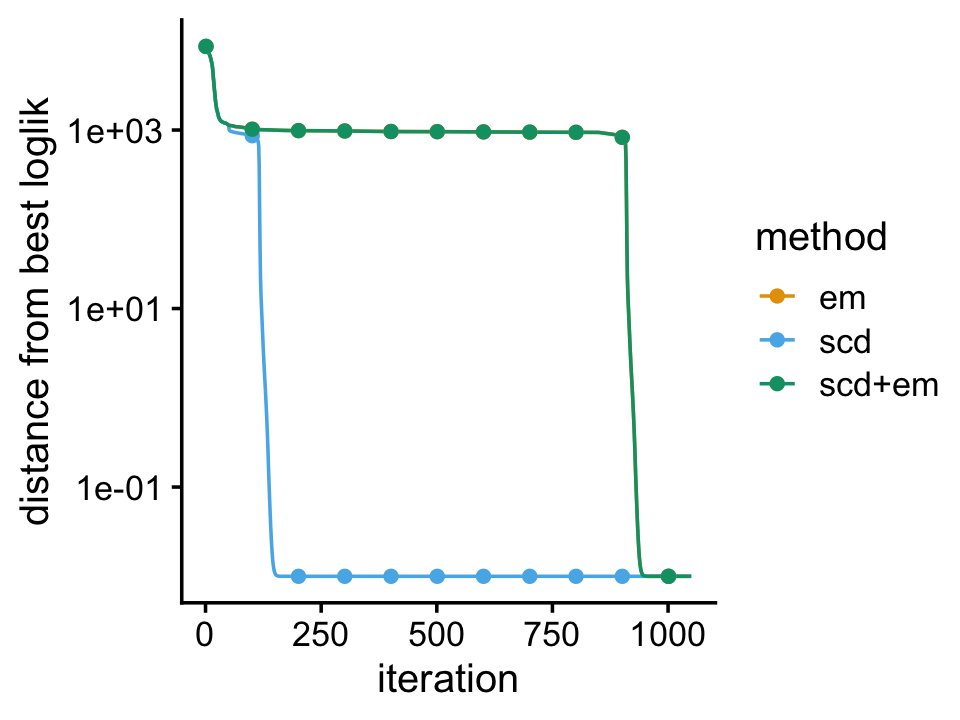 distance from best loglik
1e+03
1e+01
1e-01
0 250 500 750 1000
iteration
method
em
scd
scd+em